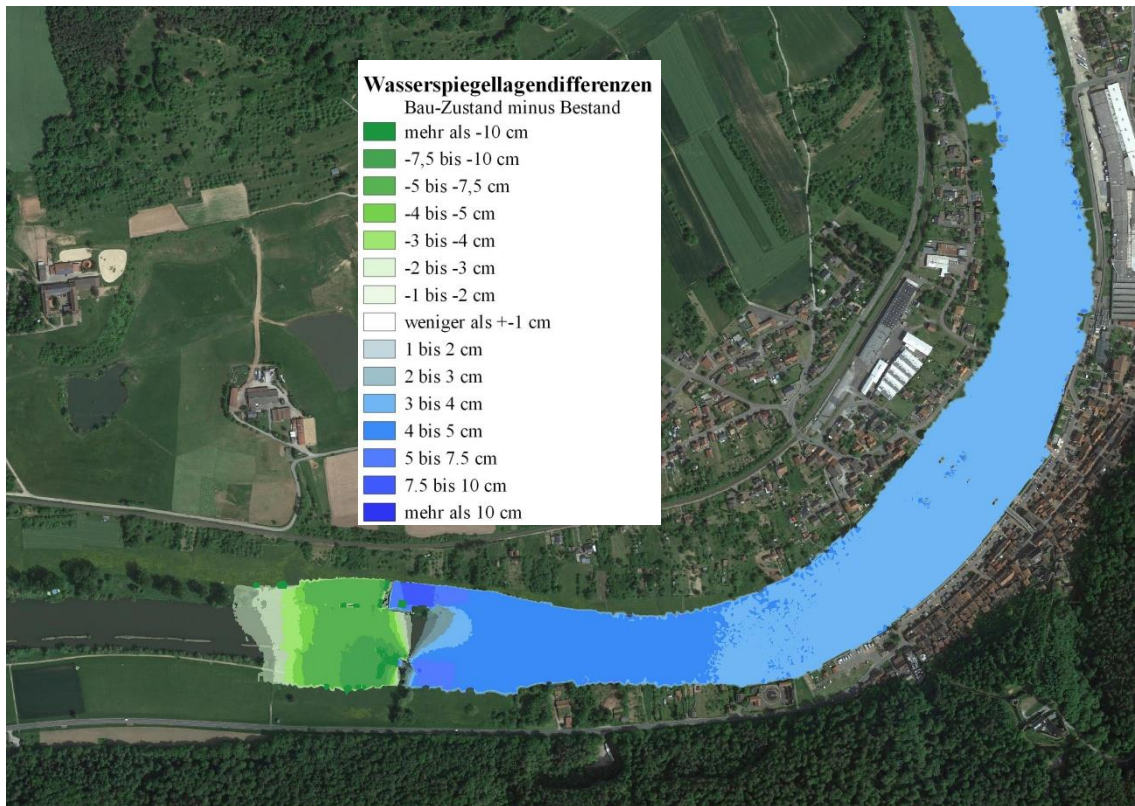 Wasserspiegellagendifferenzen
Bau-Zustand minus Bestand
mehr als -10 cm
-7,5 bis -10 cm
-5 bis -7,5 cm
-4 bis -5 cm
-3 bis -4 cm
-2 bis -3 cm
-1 bis -2 cm
weniger als +-1 cm
1 bis 2 cm
2 bis 3 cm
3 bis 4 cm
4 bis 5 cm
5 bis 7.5 cm
7.5 bis 10 cm
mehr als 10 cm